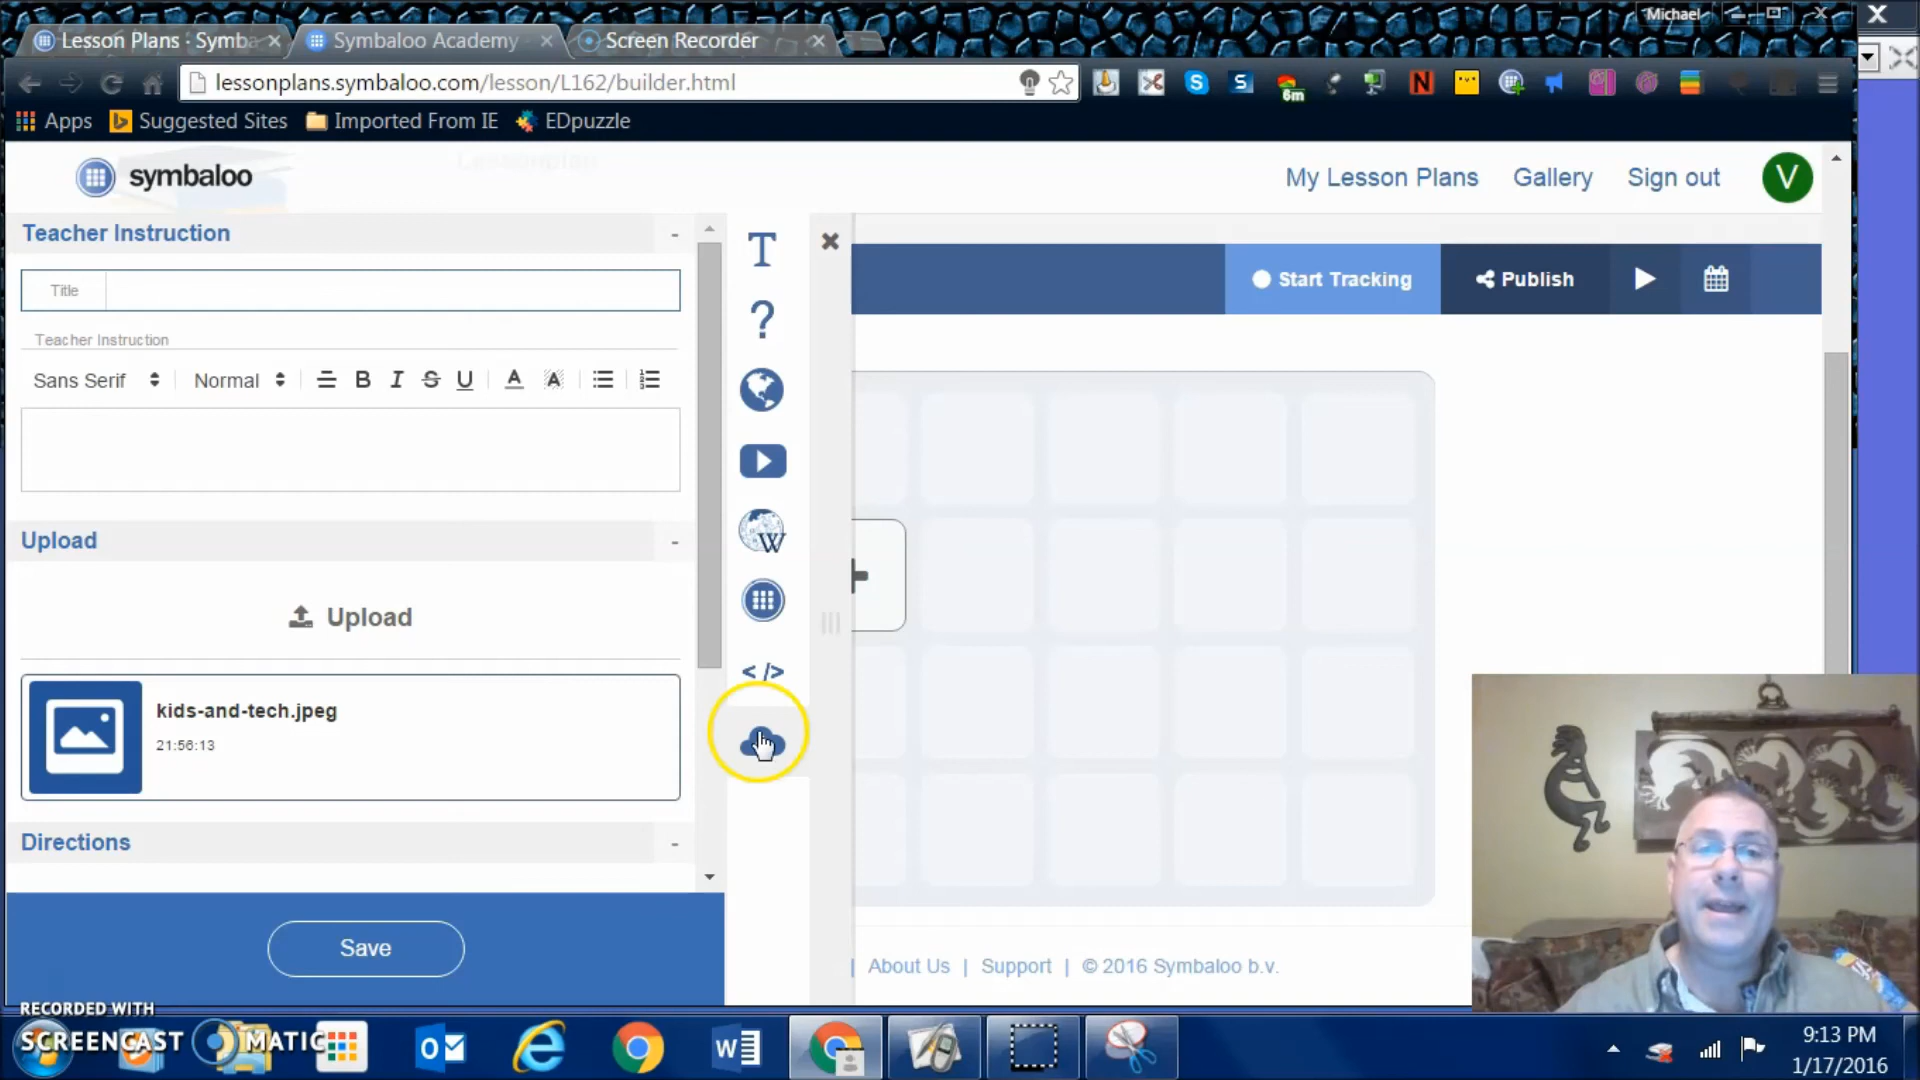 Michael
Lesson Plans · Symba
Symbaloo Academy
Screen Recorder
lessonplans.symbaloo.com/lesson/L162/builder.html
6m
N
Apps
Suggested Sites
Imported From IE
EDpuzzle
symbaloo
My Lesson Plans
Gallery
Sign out
V
Teacher Instruction
Title
Teacher Instruction
Sans Serif
Normal
B I S U A A
T
?
W
</>
Start Tracking
Publish
Upload
Upload
kids-and-tech.jpeg
21:56:13
Directions
Save
| About Us | Support | © 2016 Symbaloo b.v.
RECORDED WITH
SCREENCAST MATIC
9:13 PM
1/17/2016